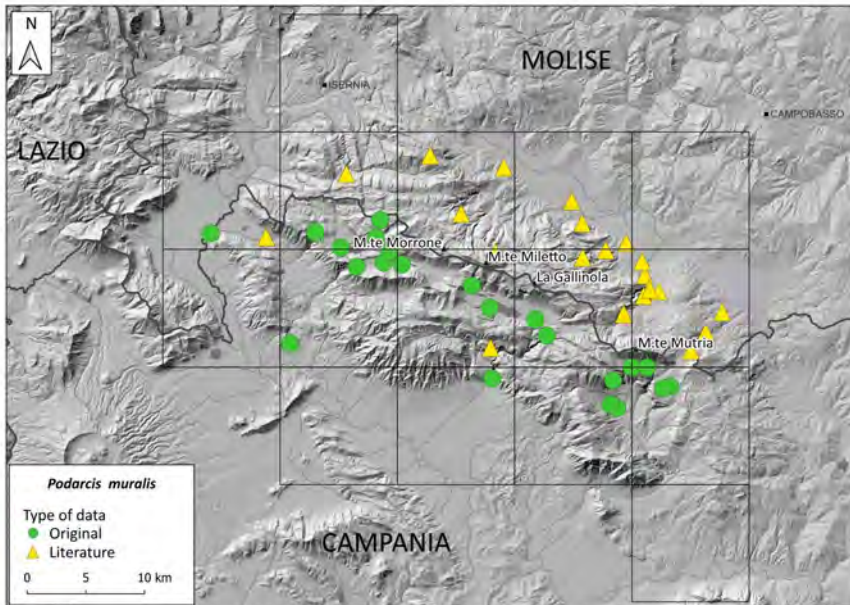 N
MOLISE
ISERNIA
CAMPOBASSO
LAZIO
M.te Morrone
M.te Miletto
La Gallinola
M.te Mutria
Podarcis muralis
Type of data
Original
Literature
0 5 10 km
CAMPANIA